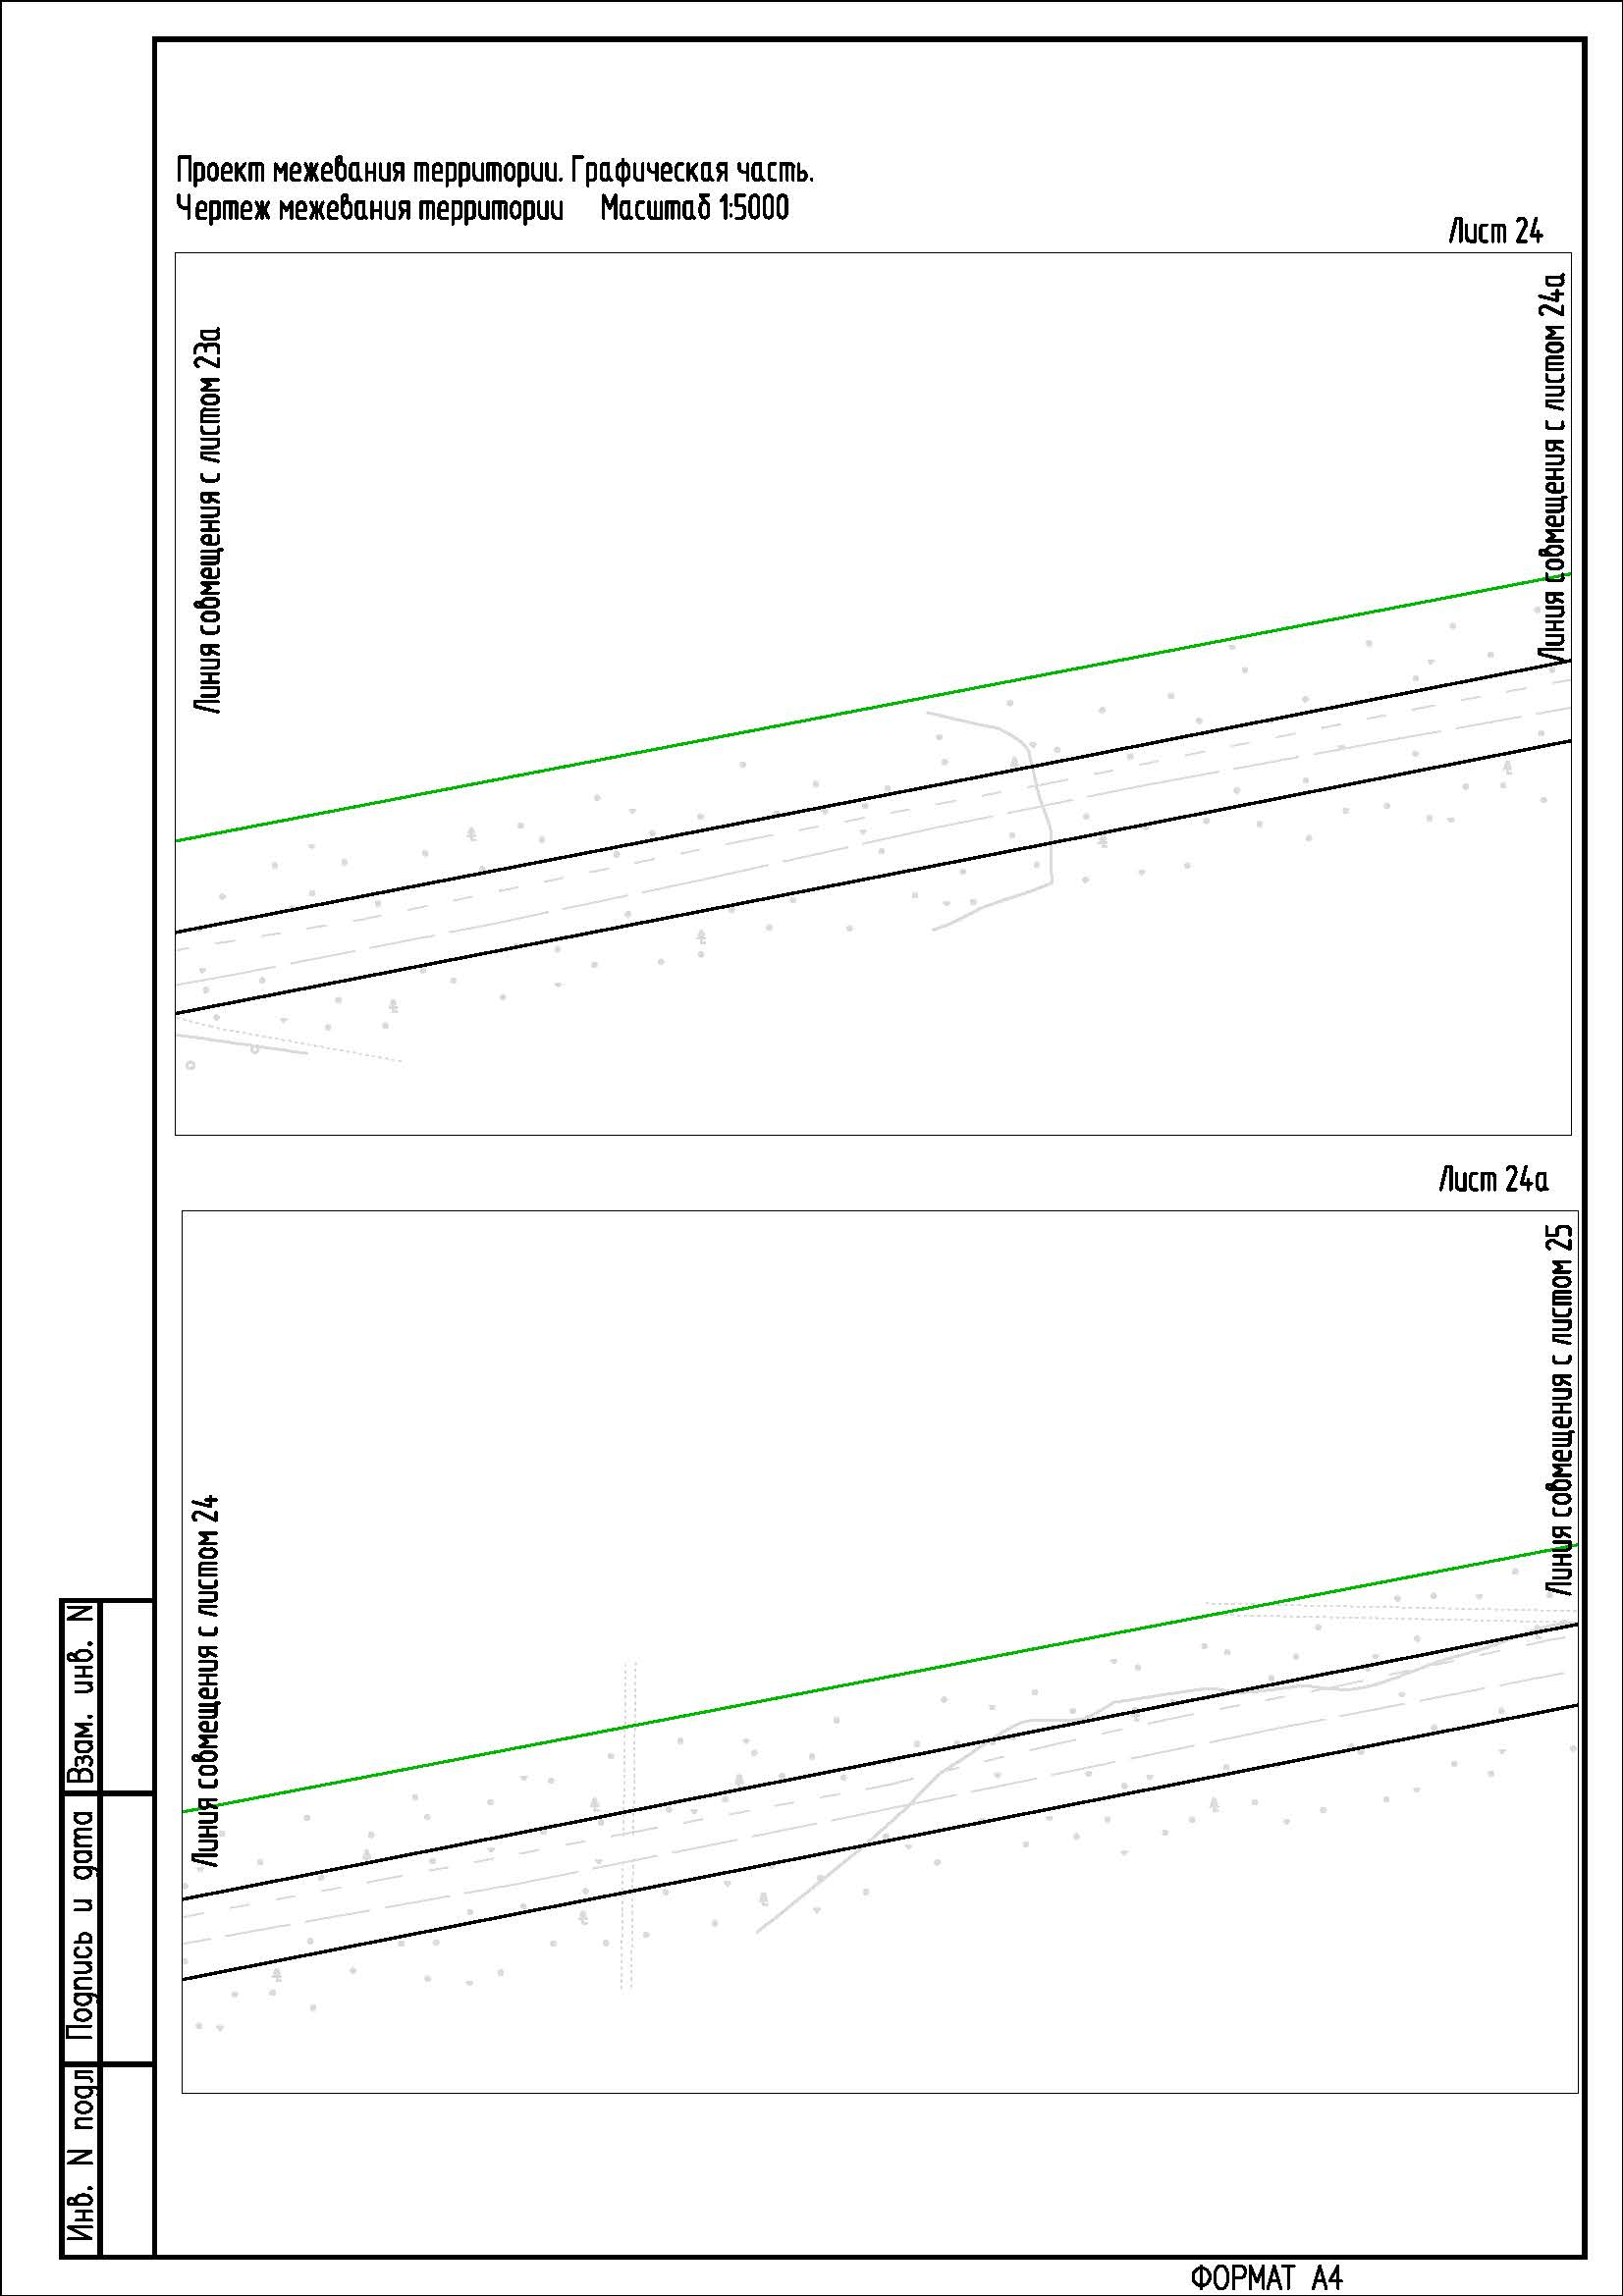 Проект межевания территории. Графическая часть.
Чертеж межевания территории Масштаб 1:5000
Лист 24
Линия совмещения с листом 23а
Линия совмещения с листом 24а
Лист 24а
Линия совмещения с листом 24
Линия совмещения с листом 25
Взам. инв. N
Подпись и дата
Инв. N подл
ФОРМАТ А4